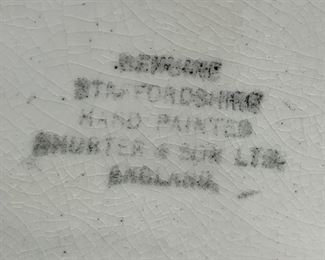 STAFFORDSHIRE
HAND PAINTED
SHORTER & SON LTD.
ENGLAND